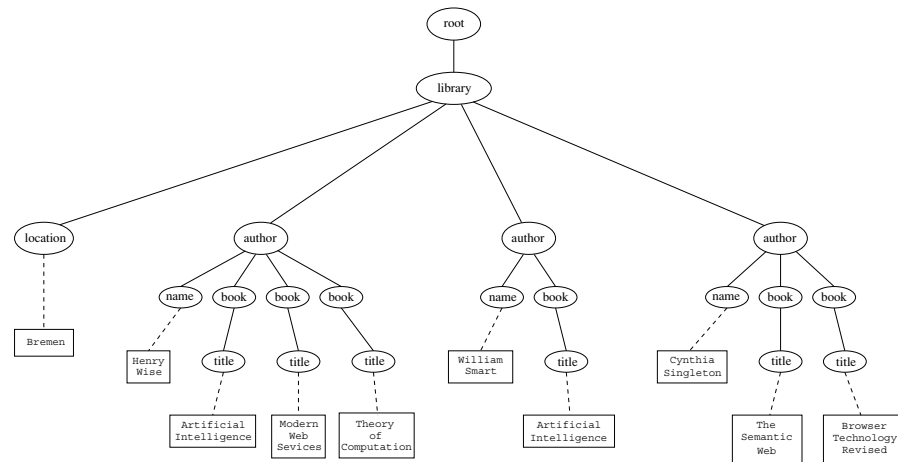 root
library
location
author
author
author
name
book
book
book
name
book
name
book
book
Bremen
Henry
Wise
title
title
title
William
Smart
title
Cynthia
Singleton
title
title
Artificial
Intelligence
Modern
Web
Sevices
Theory
of
Computation
Artificial
Intelligence
The
Semantic
Web
Browser
Technology
Revised